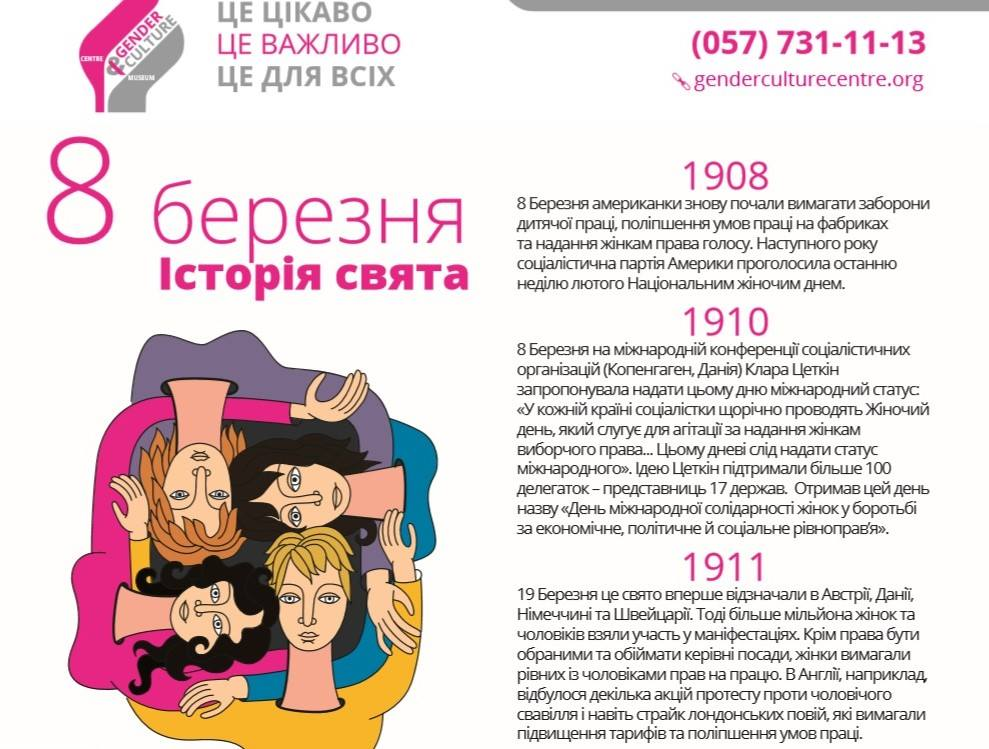 CENTRE
GENDER
&CULTURE
MUSEUM
ЦЕ ЦІКАВО
ЦЕ ВАЖЛИВО
ЦЕ ДЛЯ ВСІХ
(057) 731-11-13
genderculturecentre.org
8 березня
Історія свята
1908
8 Березня американки знову почали вимагати заборони
дитячої праці, поліпшення умов праці на фабриках
та надання жінкам права голосу. Наступного року
соціалістична партія Америки проголосила останню
неділю лютого Національним жіночим днем.
1910
8 Березня на міжнародній конференції соціалістичних
організацій (Копенгаген, Данія) Клара Цеткін
запропонувала надати цьому дню міжнародний статус:
«У кожній країні соціалістки щорічно проводять Жіночий
день, який слугує для агітації за надання жінкам
виборчого права... Цьому дневі слід надати статус
міжнародного». Ідею Цеткін підтримали більше 100
делегаток – представниць 17 держав. Отримав цей день
назву «День міжнародної солідарності жінок у боротьбі
за економічне, політичне й соціальне рівноправ’я».
1911
19 Березня це свято вперше відзначали в Австрії, Данії,
Німеччині та Швейцарії. Тоді більше мільйона жінок та
чоловіків взяли участь у маніфестаціях. Крім права бути
обраними та обіймати керівні посади, жінки вимагали
рівних із чоловіками прав на працю. В Англії, наприклад,
відбулося декілька акцій протесту проти чоловічого
свавілля і навіть страйк лондонських повій, які вимагали
підвищення тарифів та поліпшення умов праці.